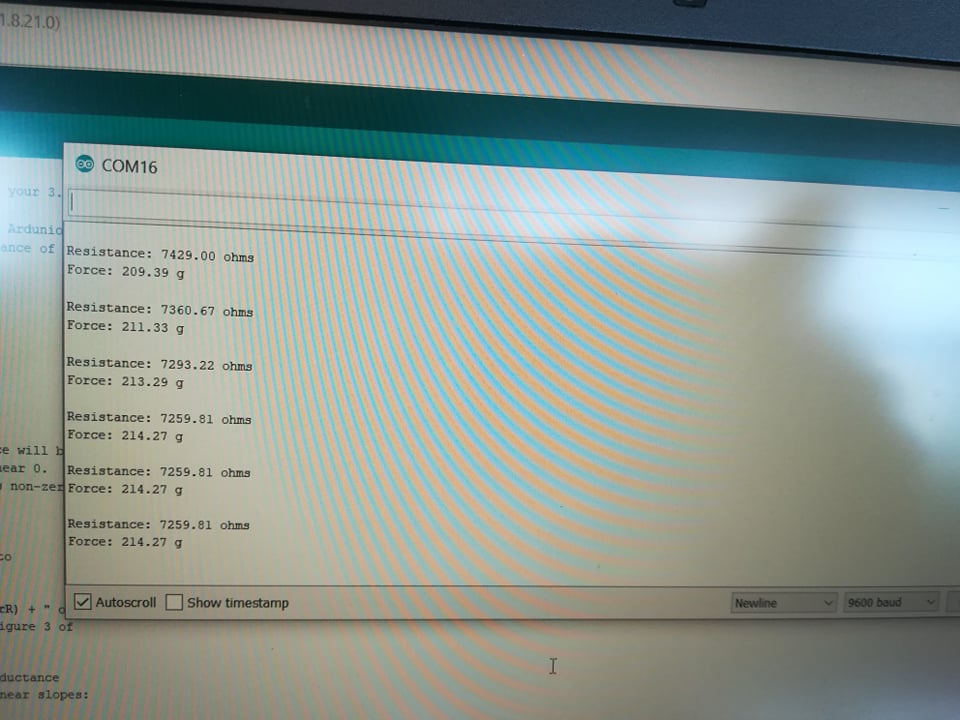 1.8.21.0)
COM16
your 3.
Ardunio
ance of
Resistance: 7429.00 ohms
Force: 209.39 g
Resistance: 7360.67 ohms
Force: 211.33 g
Resistance: 7293.22 ohms
Force: 213.29 g
Resistance: 7259.81 ohms
Force: 214.27 g
Resistance: 7259.81 ohms
Force: 214.27 g
Resistance: 7259.81 ohms
Force: 214.27 g
ce will b
near 0.
non-zer
to
Autoscroll
Show timestamp
Newline
9600 baud
rR) + " o
igure 3 of
ductance
near slopes: